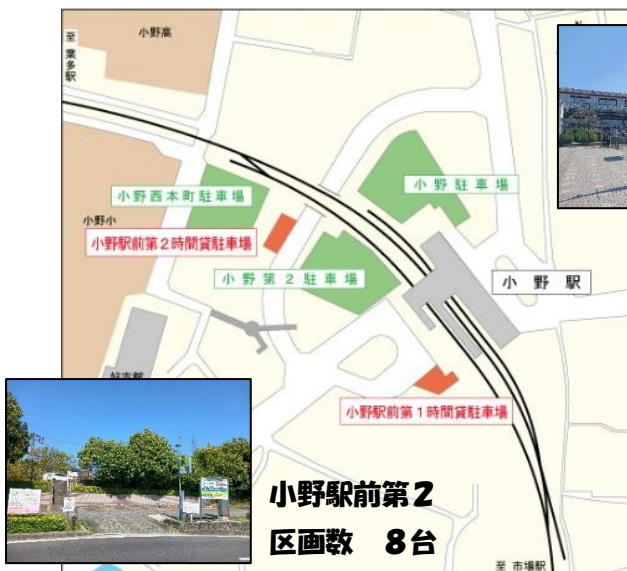 小野高
至 粟多駅
小野西本町駐車場
小野駐車場
小野小
小野駅前第2時間貸駐車場
小野第2駐車場
小野駅
小野駅前第1時間貸駐車場
小野駅前第2
区画数 8台
至 市場駅